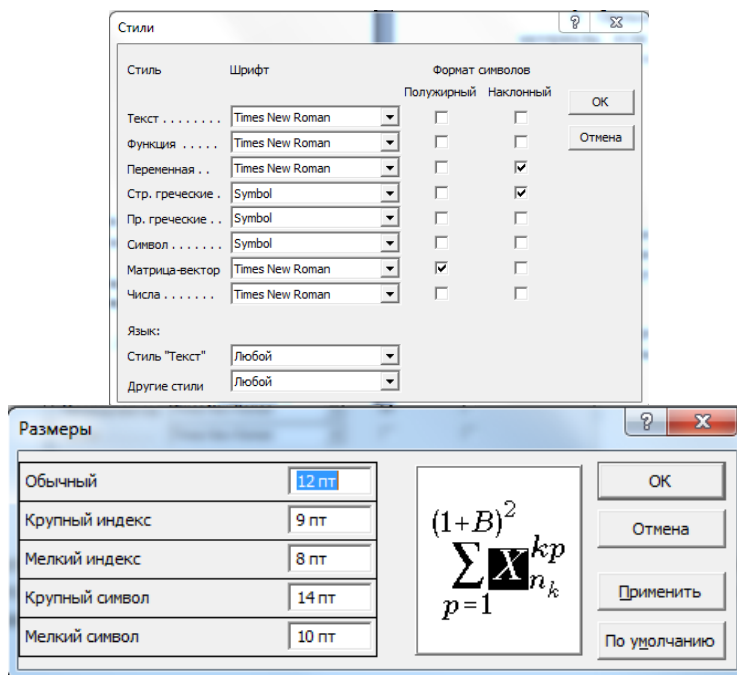 Стили
Стиль Шрифт Формат символов
Полужирный Наклонный
ОК
Текст . . . . . . . . Times New Roman
Отмена
Функция . . . . . Times New Roman
Переменная . . Times New Roman
Стр. греческие . Symbol
Пр. греческие . . Symbol
Символ . . . . . . . Symbol
Матрица-вектор Times New Roman
Числа . . . . . . . Times New Roman
Язык:
Стиль "Текст" Любой
Другие стили Любой
Размеры
Обычный 12 пт
Крупный индекс 9 пт
Мелкий индекс 8 пт
Крупный символ 14 пт
Мелкий символ 10 пт
(1+B)²
∑ X kp
n k
p=1
ОК
Отмена
Применить
По умолчанию